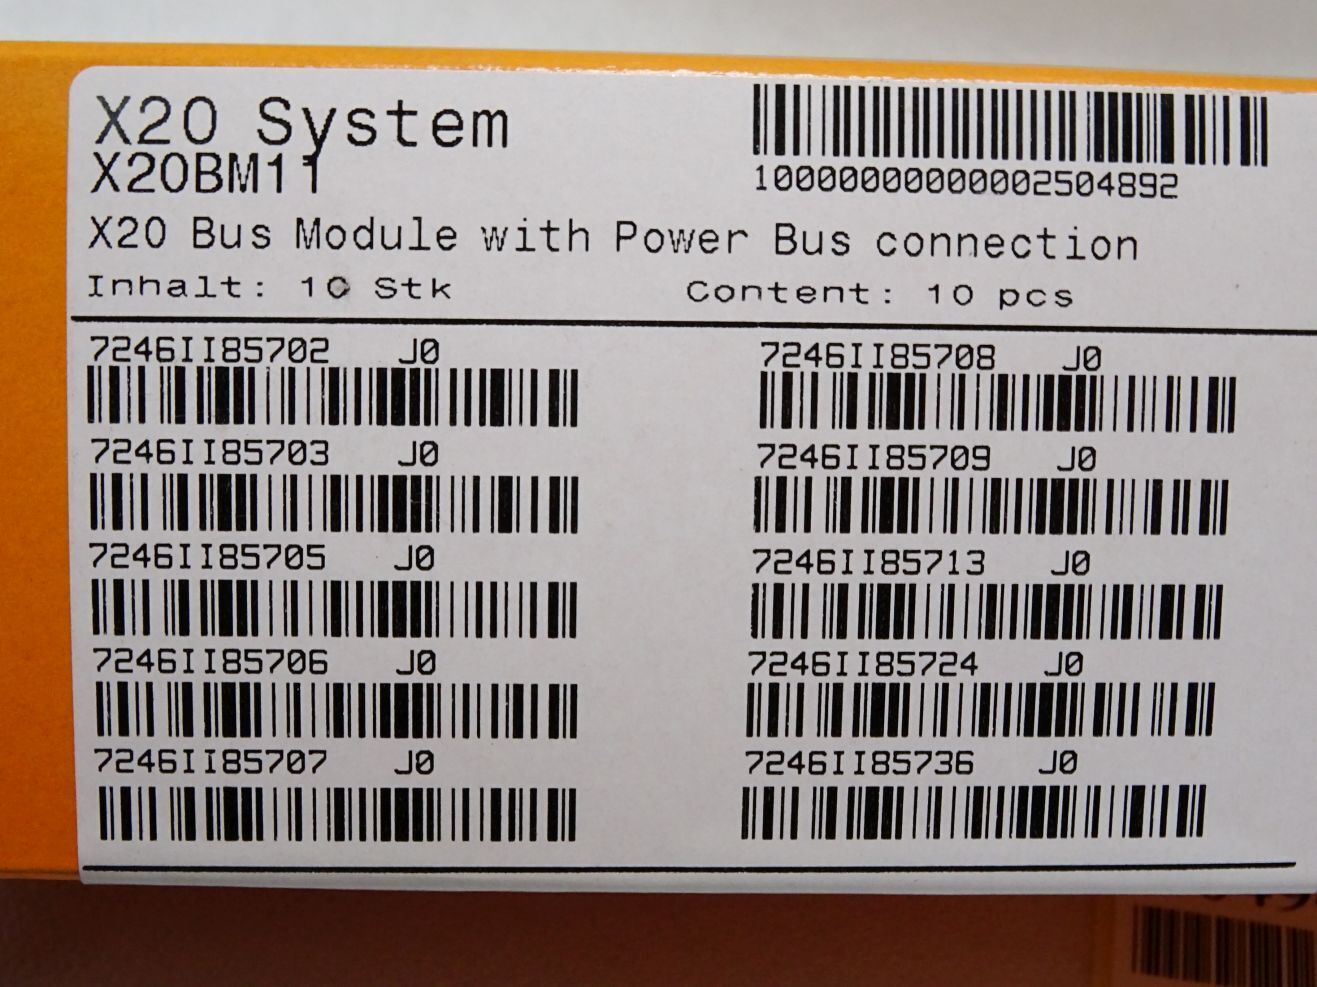 X20 System
X20BM11
10000000000002504892
X20 Bus Module with Power Bus connection
Inhalt: 10 Stk Content: 10 pcs
7246II85702 J0 7246II85708 J0
7246II85703 J0 7246II85709 J0
7246II85705 J0 7246II85713 J0
7246II85706 J0 7246II85724 J0
7246II85707 J0 7246II85736 J0